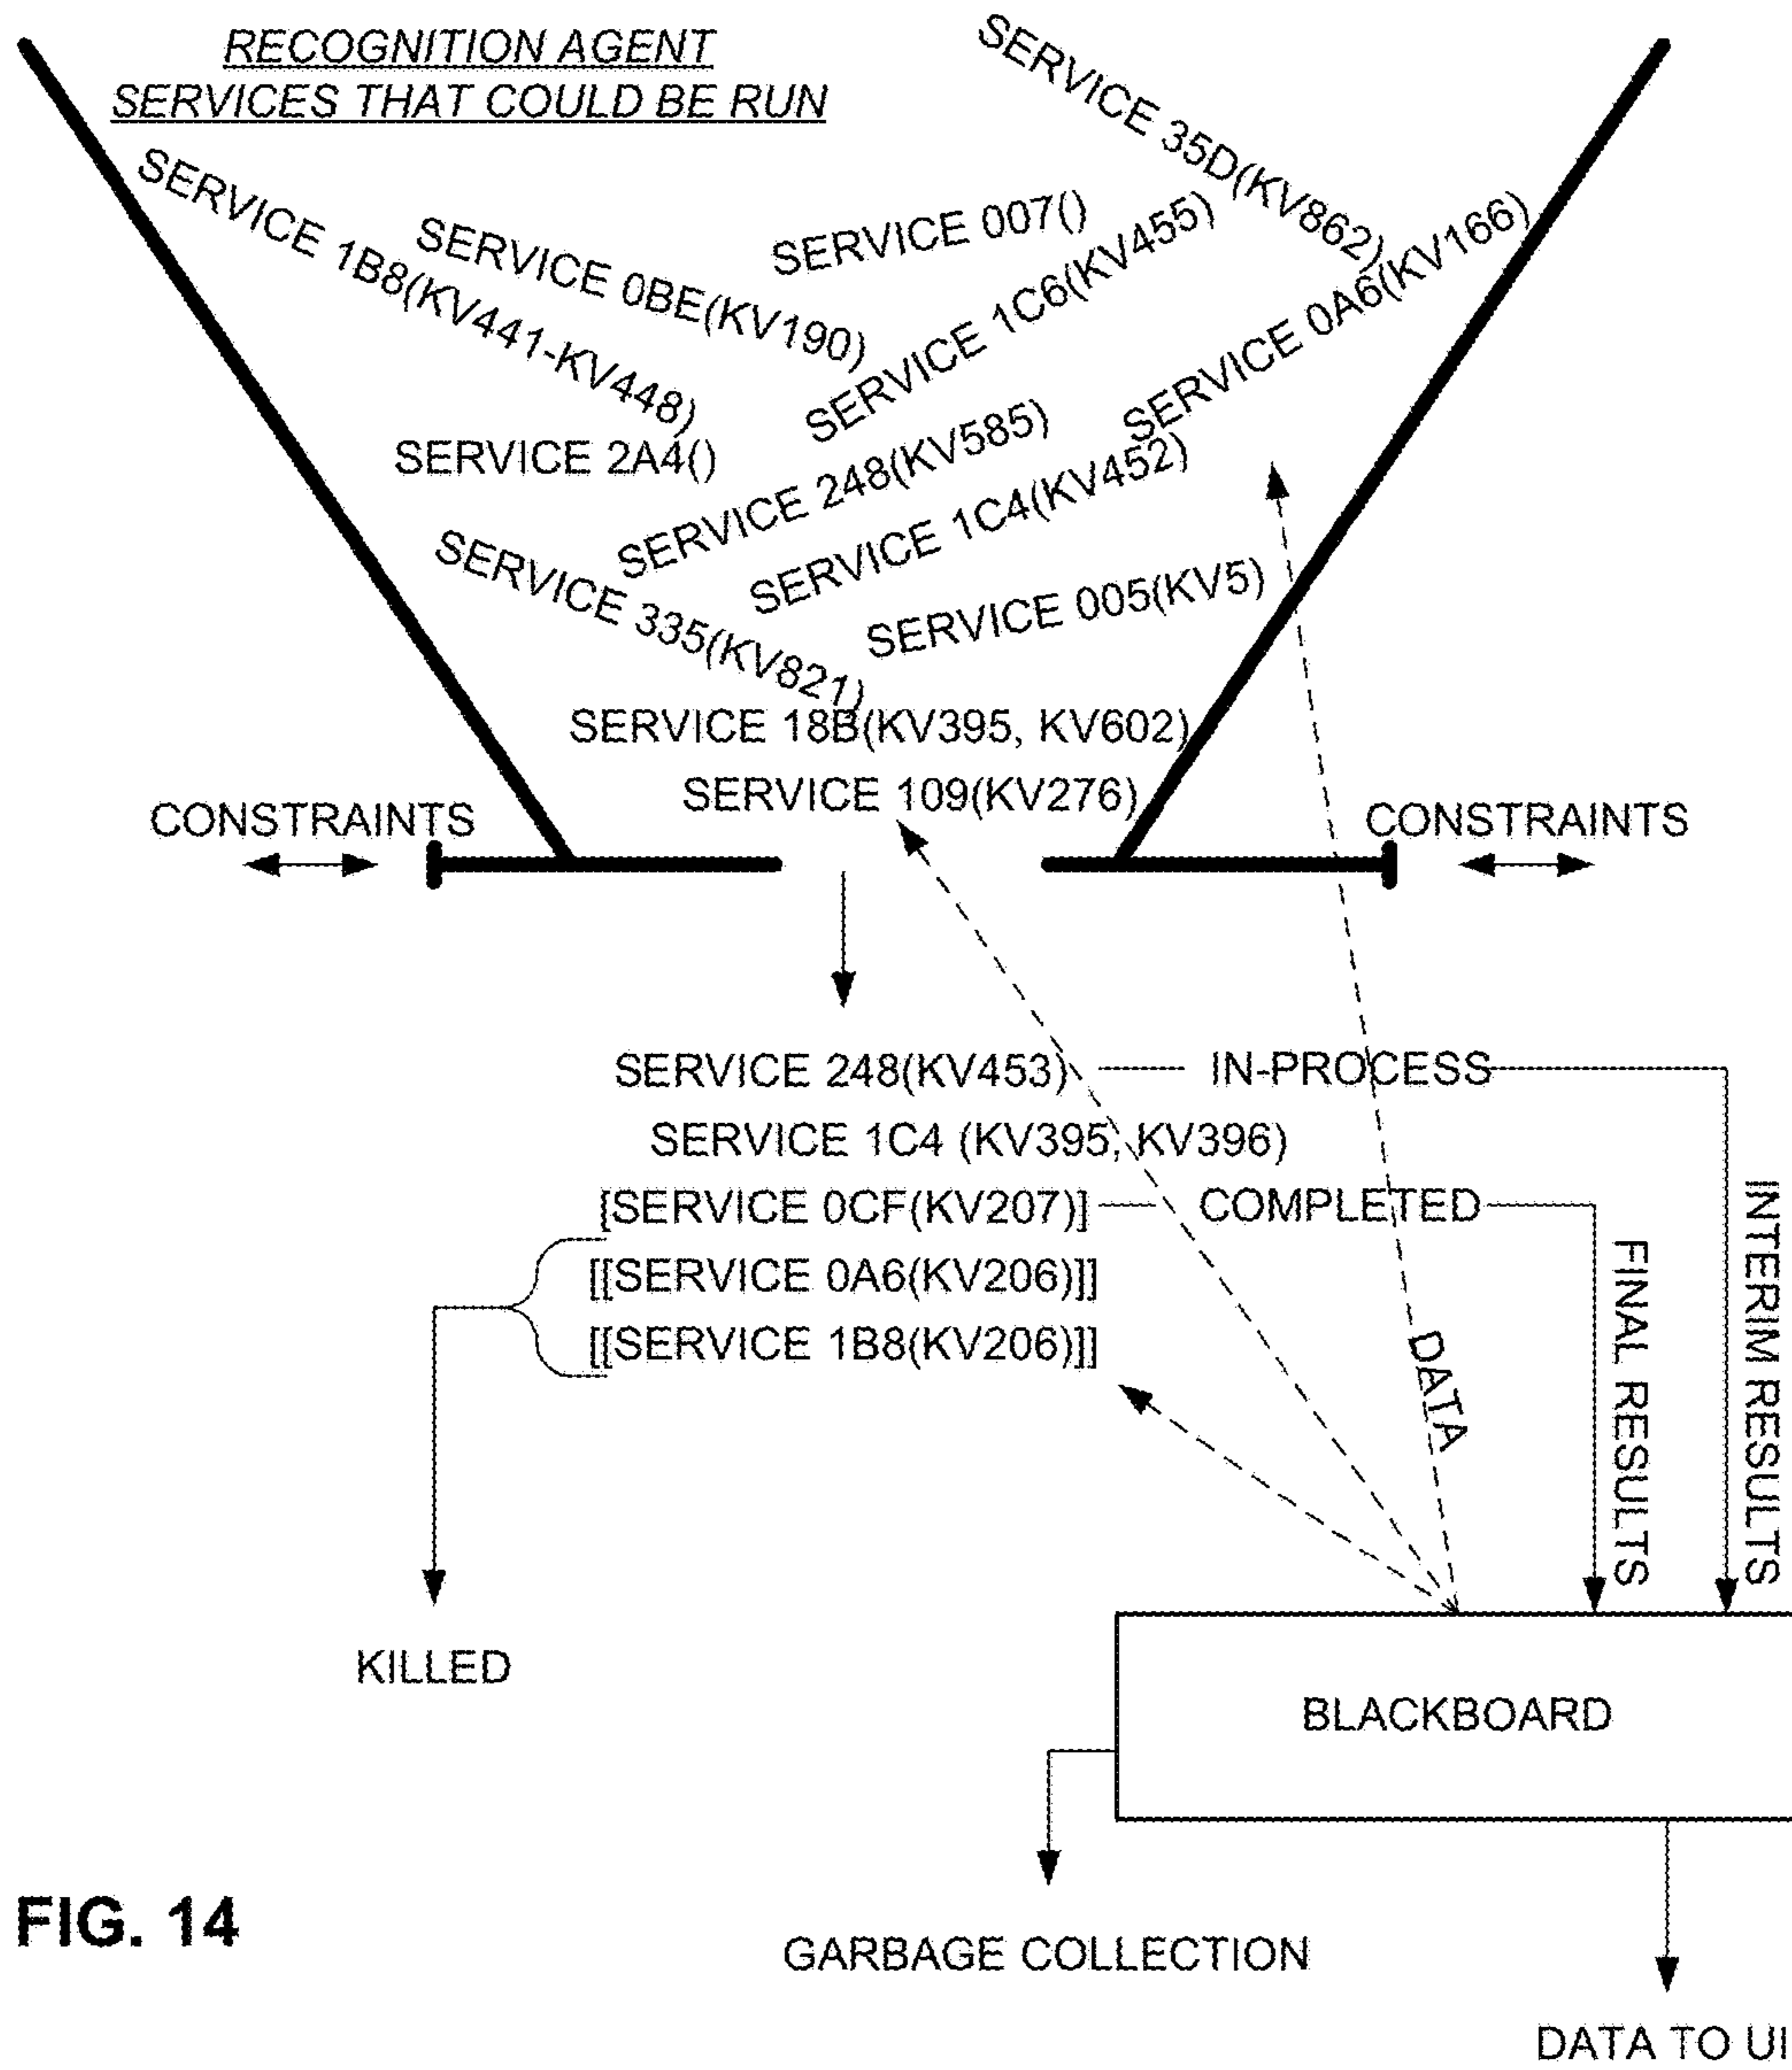 RECOGNITION AGENT
SERVICES THAT COULD BE RUN
SERVICE 35D(KV862)
SERVICE 1B8(KV441-KV448)
SERVICE 0BE(KV190)
SERVICE 007()
SERVICE 1C6(KV455)
SERVICE 0A6(KV166)
SERVICE 2A4()
SERVICE 248(KV585)
SERVICE 1C4(KV452)
SERVICE 335(KV821)
SERVICE 005(KV5)
SERVICE 18B(KV395, KV602)
SERVICE 109(KV276)
CONSTRAINTS
CONSTRAINTS
SERVICE 248(KV453)
IN-PROCESS
SERVICE 1C4 (KV395, KV396)
[SERVICE 0CF(KV207)]
COMPLETED
[[SERVICE 0A6(KV206)]]
[[SERVICE 1B8(KV206)]]
DATA
FINAL RESULTS
INTERIM RESULTS
KILLED
BLACKBOARD
GARBAGE COLLECTION
DATA TO UI
FIG. 14